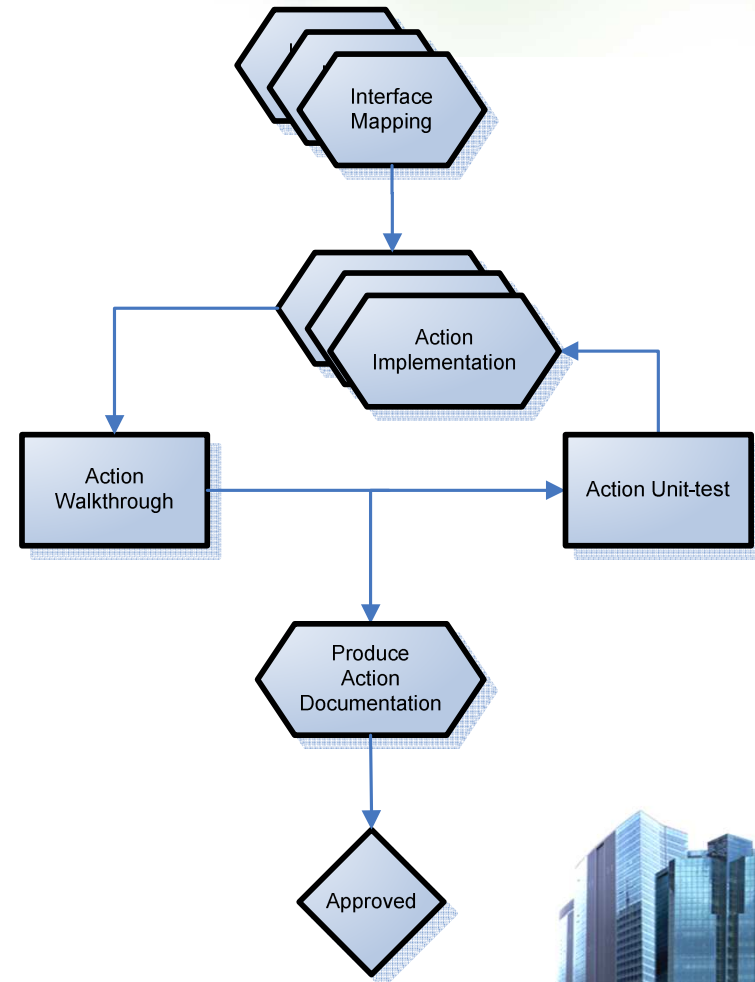 Interface
Mapping
Action
Implementation
Action
Walkthrough
Action Unit-test
Produce
Action
Documentation
Approved